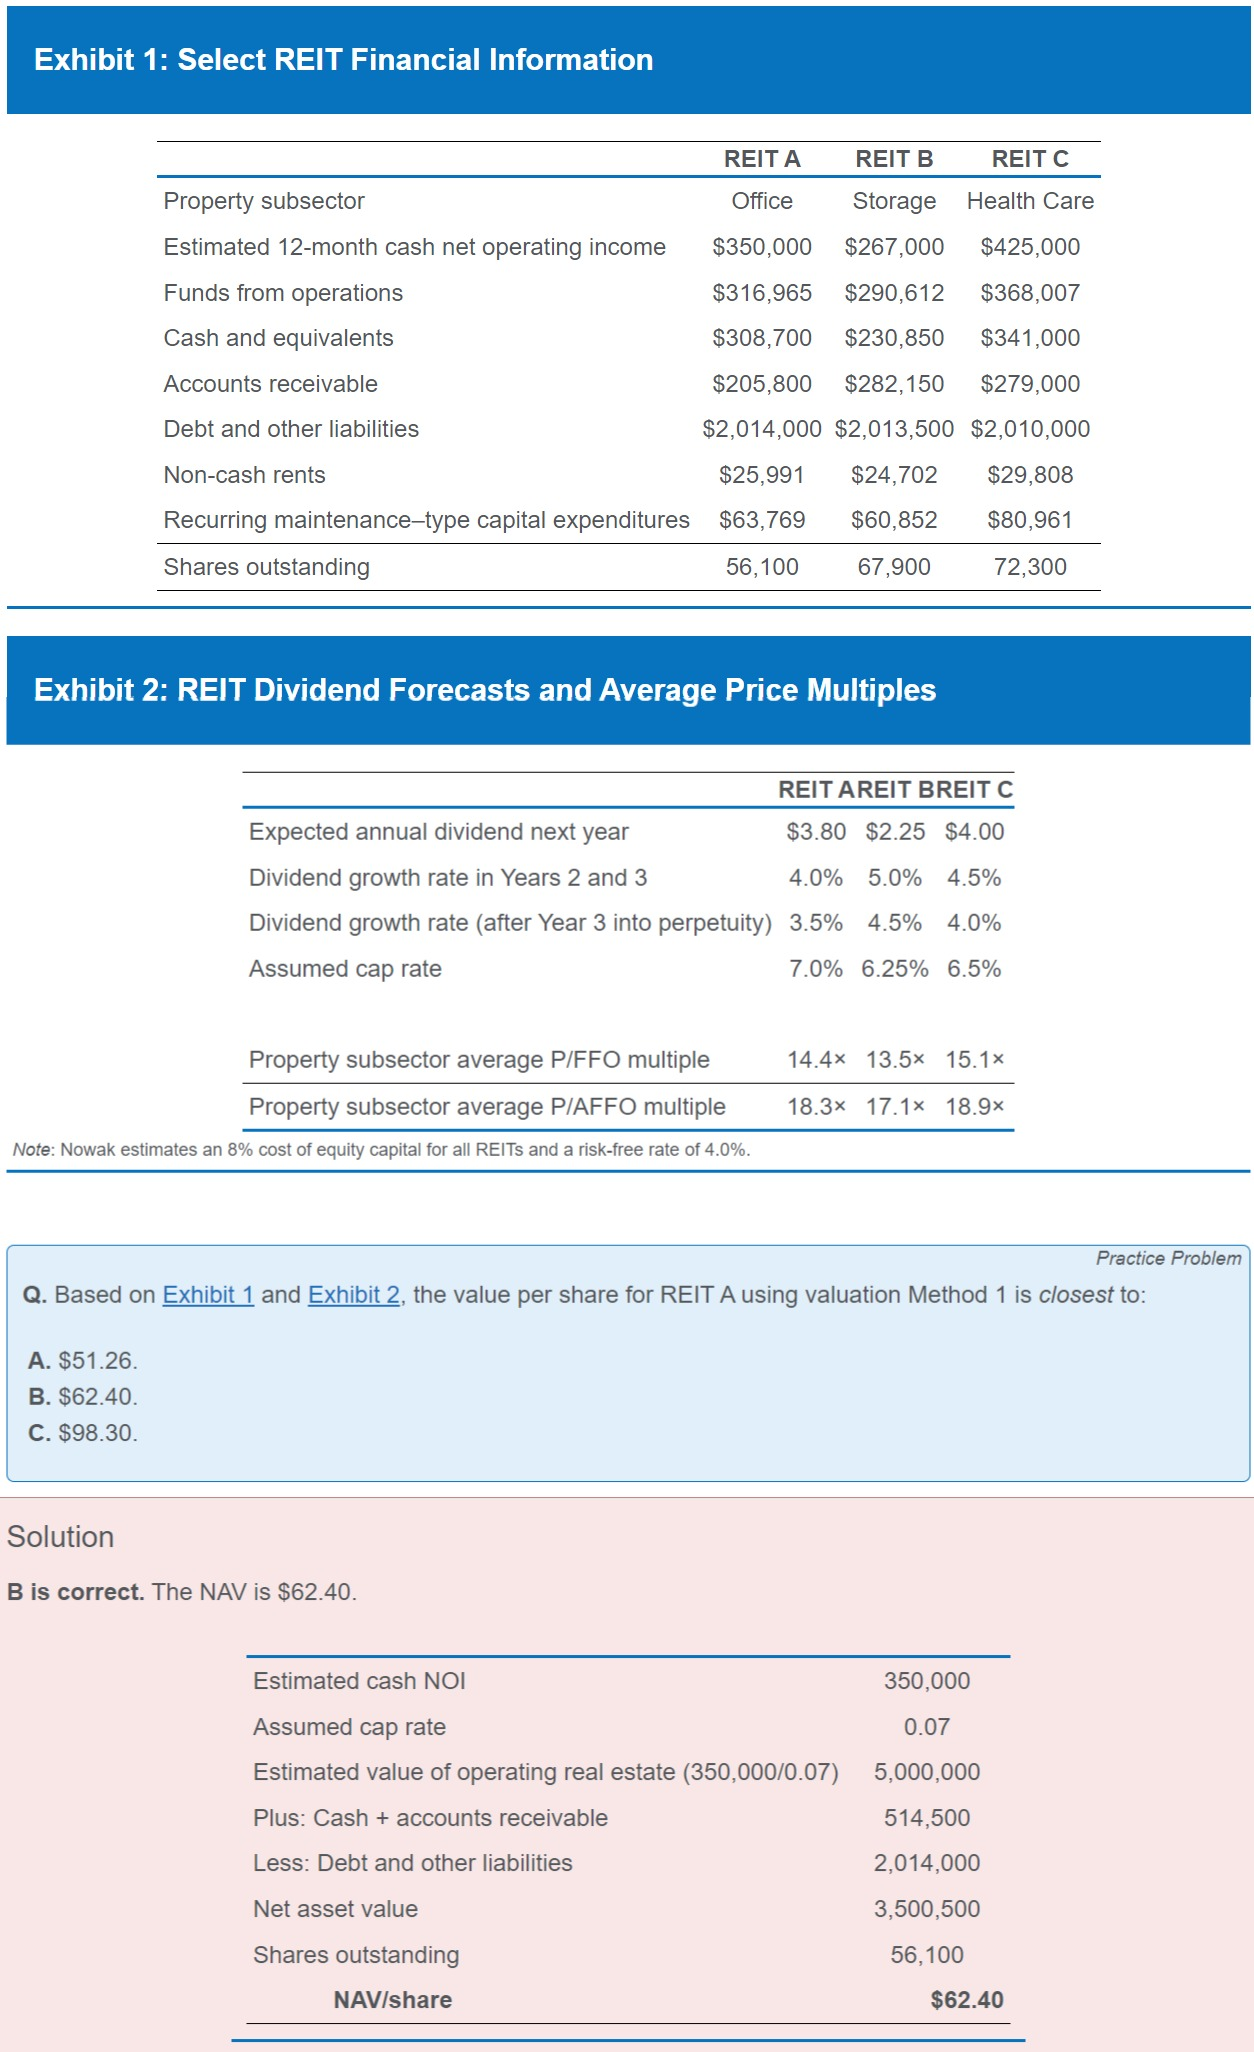 Exhibit 1: Select REIT Financial Information
REIT A REIT B REIT C
Property subsector Office Storage Health Care
Estimated 12-month cash net operating income $350,000 $267,000 $425,000
Funds from operations $316,965 $290,612 $368,007
Cash and equivalents $308,700 $230,850 $341,000
Accounts receivable $205,800 $282,150 $279,000
Debt and other liabilities $2,014,000 $2,013,500 $2,010,000
Non-cash rents $25,991 $24,702 $29,808
Recurring maintenance–type capital expenditures $63,769 $60,852 $80,961
Shares outstanding 56,100 67,900 72,300
Exhibit 2: REIT Dividend Forecasts and Average Price Multiples
REIT A REIT B REIT C
Expected annual dividend next year $3.80 $2.25 $4.00
Dividend growth rate in Years 2 and 3 4.0% 5.0% 4.5%
Dividend growth rate (after Year 3 into perpetuity) 3.5% 4.5% 4.0%
Assumed cap rate 7.0% 6.25% 6.5%
Property subsector average P/FFO multiple 14.4× 13.5× 15.1×
Property subsector average P/AFFO multiple 18.3× 17.1× 18.9×
Note: Nowak estimates an 8% cost of equity capital for all REITs and a risk-free rate of 4.0%.
Practice Problem
Q. Based on Exhibit 1 and Exhibit 2, the value per share for REIT A using valuation Method 1 is closest to:
A. $51.26.
B. $62.40.
C. $98.30.
Solution
B is correct. The NAV is $62.40.
Estimated cash NOI 350,000
Assumed cap rate 0.07
Estimated value of operating real estate (350,000/0.07) 5,000,000
Plus: Cash + accounts receivable 514,500
Less: Debt and other liabilities 2,014,000
Net asset value 3,500,500
Shares outstanding 56,100
NAV/share $62.40